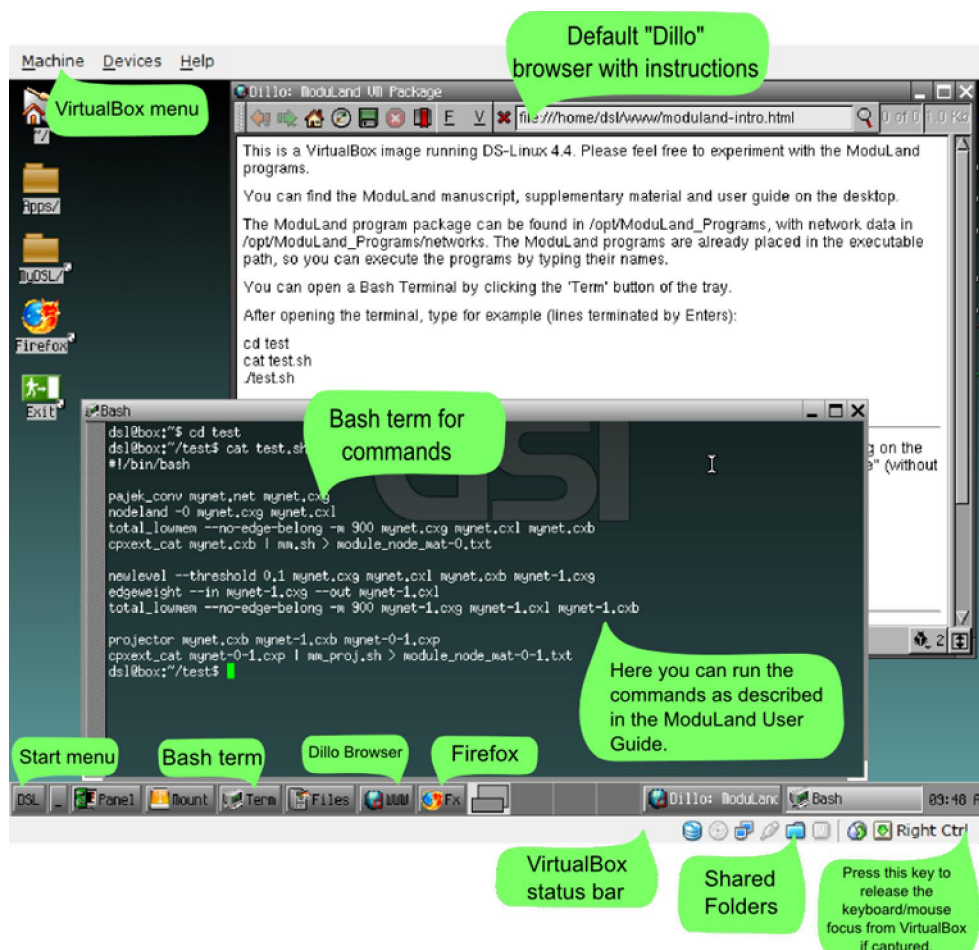 Default "Dillo"
browser with instructions
Machine Devices Help
VirtualBox menu
Dillo: ModuLand VM Package
F V file:///home/dsl/www/moduland-intro.html 0 of 0 1.0 Kb
~/
Apps/
myDSL/
Firefox
Exit
This is a VirtualBox image running DS-Linux 4.4. Please feel free to experiment with the ModuLand
programs.
You can find the ModuLand manuscript, supplementary material and user guide on the desktop.
The ModuLand program package can be found in /opt/ModuLand_Programs, with network data in
/opt/ModuLand_Programs/networks. The ModuLand programs are already placed in the executable
path, so you can execute the programs by typing their names.
You can open a Bash Terminal by clicking the 'Term' button of the tray.
After opening the terminal, type for example (lines terminated by Enters):
cd test
cat test.sh
./test.sh
g on the
e" (without
Bash
Bash term for
commands
dsl@box:~$ cd test
dsl@box:~/test$ cat test.sh
#!/bin/bash
pajek_conv mynet.net mynet.cxg
nodeland -0 mynet.cxg mynet.cxl
total_lowmem --no-edge-belong -m 900 mynet.cxg mynet.cxl mynet.cxb
cpxext_cat mynet.cxb | mm.sh > module_node_mat-0.txt
newlevel --threshold 0.1 mynet.cxg mynet.cxl mynet.cxb mynet-1.cxg
edgeweight --in mynet-1.cxg --out mynet-1.cxl
total_lowmem --no-edge-belong -m 900 mynet-1.cxg mynet-1.cxl mynet-1.cxb
projector mynet.cxb mynet-1.cxb mynet-0-1.cxp
cpxext_cat mynet-0-1.cxp | mm_proj.sh > module_node_mat-0-1.txt
dsl@box:~/test$
2
Here you can run the
commands as described
in the ModuLand User
Guide.
Start menu
Bash term
Dillo Browser
Firefox
DSL _ Panel Mount Term Files WWW Fx Dillo: ModuLand Bash 09:48
Right Ctrl
VirtualBox
status bar
Shared
Folders
Press this key to
release the
keyboard/mouse
focus from VirtualBox
if captured.